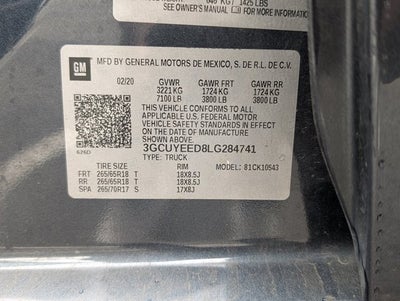 646 KG / 1425 LBS
SEE OWNER'S MANUAL FOR MORE INFORMATION
GM
MFD BY GENERAL MOTORS DE MEXICO, S. DE R.L. DE C.V.
02/20 GVWR GAWR FRT GAWR RR
3221 KG 1724 KG 1724 KG
7100 LB 3800 LB 3800 LB
THIS VEHICLE CONFORMS TO ALL
APPLICABLE U.S. FEDERAL MOTOR
VEHICLE SAFETY STANDARDS IN
EFFECT ON THE DATE OF MANUFACTURE
SHOWN ABOVE.
3GCUYEED8LG284741
TYPE: TRUCK
TIRE SIZE RIM MODEL: 81CK10543
FRT 265/65R18 T 18X8.5J
RR 265/65R18 T 18X8.5J
SPA 265/70R17 S 17X8J